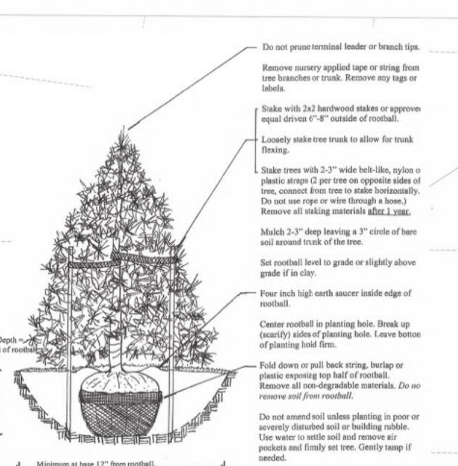 Do not prune terminal leader or branch tips.
Remove nursery applied tape or string from
tree branches or trunk. Remove any tags or
labels.
Stake with 2x2 hardwood stakes or approve
equal driven 6"-8" outside of rootball.
Loosely stake tree trunk to allow for trunk
flexing.
Stake trees with 2-3" wide belt-like, nylon o
plastic straps (2 per tree on opposite sides of
tree, connect from tree to stake horizontally.
Do not use rope or wire through a hose.)
Remove all staking materials after 1 year.
Mulch 2-3" deep leaving a 3" circle of bare
soil around trunk of the tree.
Set rootball level to grade or slightly above
grade if in clay.
Four inch high earth saucer inside edge of
rootball.
Center rootball in planting hole. Break up
(scarify) sides of planting hole. Leave bottom
of planting hold firm.
Depth =
of rootball
Fold down or pull back string, burlap or
plastic exposing top half of rootball.
Remove all non-degradable materials. Do no
remove soil from rootball.
Do not amend soil unless planting in poor or
severely disturbed soil or building rubble.
Use water to settle soil and remove air
pockets and firmly set tree. Gently tamp if
needed.
Minimum at base 12" from rootball.